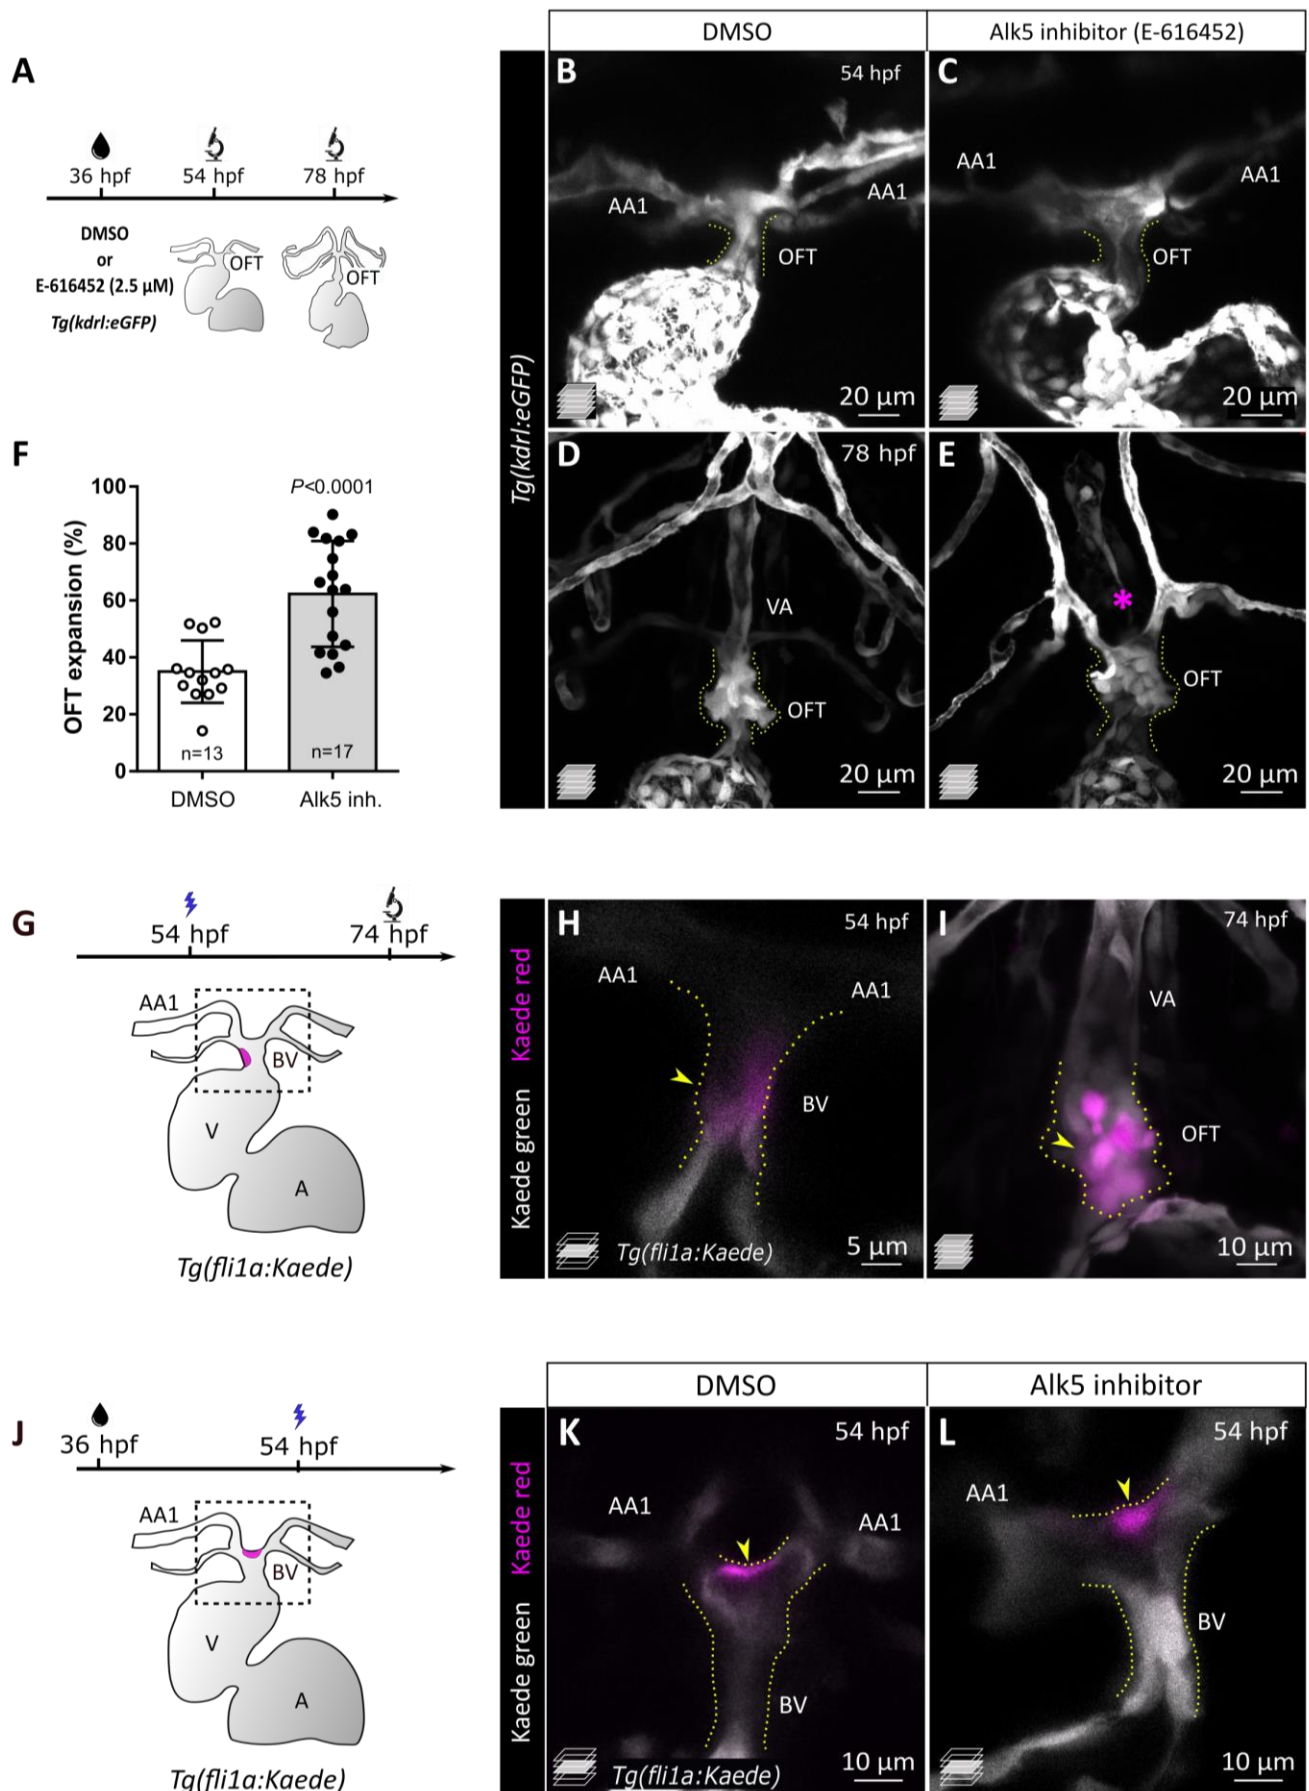 A
36 hpf
54 hpf
78 hpf
DMSO
or
E-616452 (2.5 µM)
Tg(kdrl:eGFP)
OFT
OFT
DMSO
Alk5 inhibitor (E-616452)
Tg(kdrl:eGFP)
B
54 hpf
AA1
AA1
OFT
20 µm
C
AA1
AA1
OFT
20 µm
D
78 hpf
VA
OFT
20 µm
E
*
OFT
20 µm
F
OFT expansion (%)
100
80
60
40
20
0
P<0.0001
n=13
n=17
DMSO
Alk5 inh.
G
54 hpf
74 hpf
AA1
BV
V
A
Tg(fli1a:Kaede)
Kaede green Kaede red
H
54 hpf
AA1
AA1
BV
Tg(fli1a:Kaede)
5 µm
I
74 hpf
VA
OFT
10 µm
J
36 hpf
54 hpf
AA1
BV
V
A
Tg(fli1a:Kaede)
DMSO
Alk5 inhibitor
Kaede green Kaede red
K
54 hpf
AA1
AA1
BV
Tg(fli1a:Kaede)
10 µm
L
54 hpf
AA1
BV
10 µm